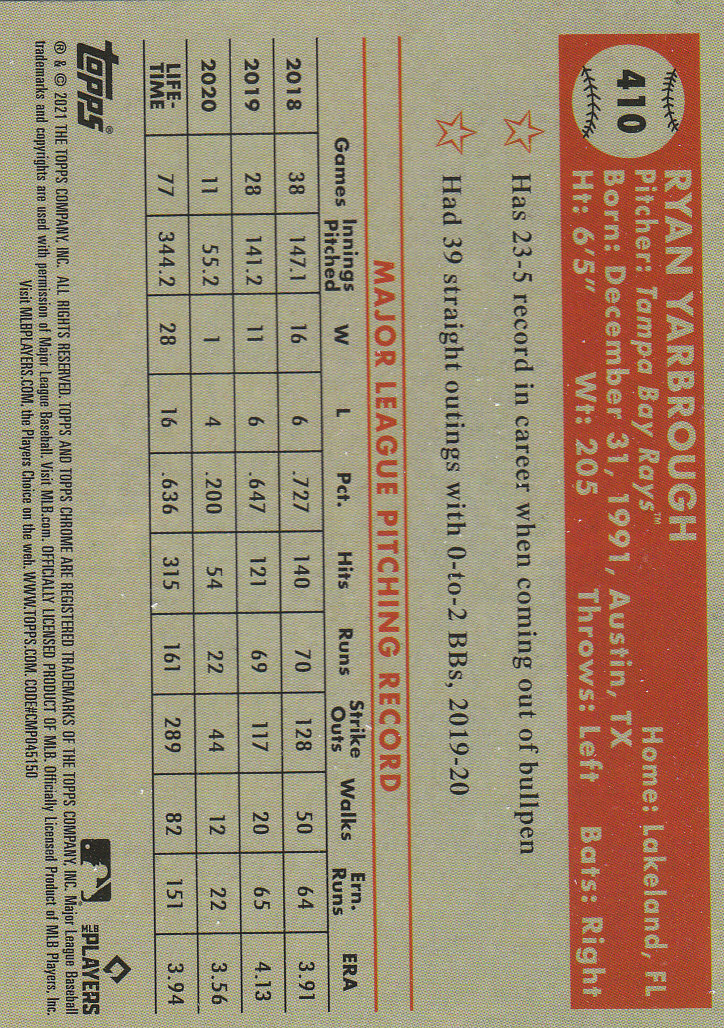 410
RYAN YARBROUGH
Pitcher: Tampa Bay Rays™ Home: Lakeland, FL
Born: December 31, 1991, Austin, TX
Ht: 6'5" Wt: 205 Throws: Left Bats: Right
Has 23-5 record in career when coming out of bullpen
Had 39 straight outings with 0-to-2 BBs, 2019-20
MAJOR LEAGUE PITCHING RECORD
Games Innings Pitched W L Pct. Hits Runs Strike Outs Walks Ern. Runs ERA
2018 38 147.1 16 6 .727 140 70 128 50 64 3.91
2019 28 141.2 11 6 .647 121 69 117 20 65 4.13
2020 11 55.2 1 4 .200 54 22 44 12 22 3.56
LIFE-TIME 77 344.2 28 16 .636 315 161 289 82 151 3.94
topps®
MLB PLAYERS
® & © 2021 THE TOPPS COMPANY, INC. ALL RIGHTS RESERVED. TOPPS AND TOPPS CHROME ARE REGISTERED TRADEMARKS OF THE TOPPS COMPANY, INC. Major League Baseball
trademarks and copyrights are used with permission of Major League Baseball. Visit MLB.com. OFFICIALLY LICENSED PRODUCT OF MLB. Officially Licensed Product of MLB Players, Inc.
Visit MLBPLAYERS.COM, the Players Choice on the web. WWW.TOPPS.COM. CODE#CMP045150